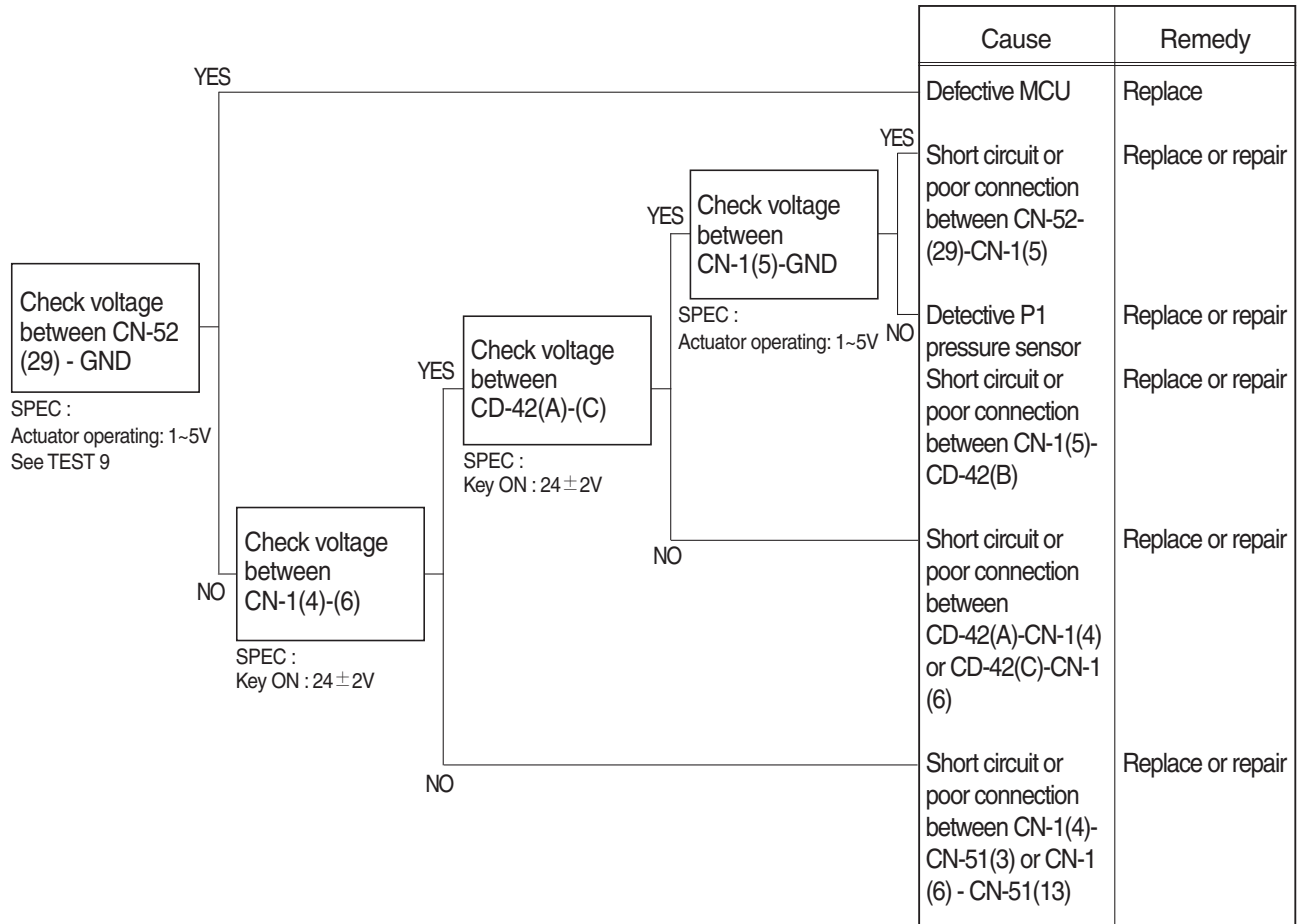 Cause
Remedy
YES
Defective MCU
Replace
YES
Short circuit or
poor connection
between CN-52-
(29)-CN-1(5)
Replace or repair
YES
Check voltage
between
CN-1(5)-GND
SPEC :
Actuator operating: 1~5V
NO
Detective P1
pressure sensor
Replace or repair
Short circuit or
poor connection
between CN-1(5)-
CD-42(B)
Replace or repair
Check voltage
between CN-52
(29) - GND
SPEC :
Actuator operating: 1~5V
See TEST 9
YES
Check voltage
between
CD-42(A)-(C)
SPEC :
Key ON : 24±2V
NO
Short circuit or
poor connection
between
CD-42(A)-CN-1(4)
or CD-42(C)-CN-1
(6)
Replace or repair
NO
Check voltage
between
CN-1(4)-(6)
SPEC :
Key ON : 24±2V
NO
Short circuit or
poor connection
between CN-1(4)-
CN-51(3) or CN-1
(6) - CN-51(13)
Replace or repair